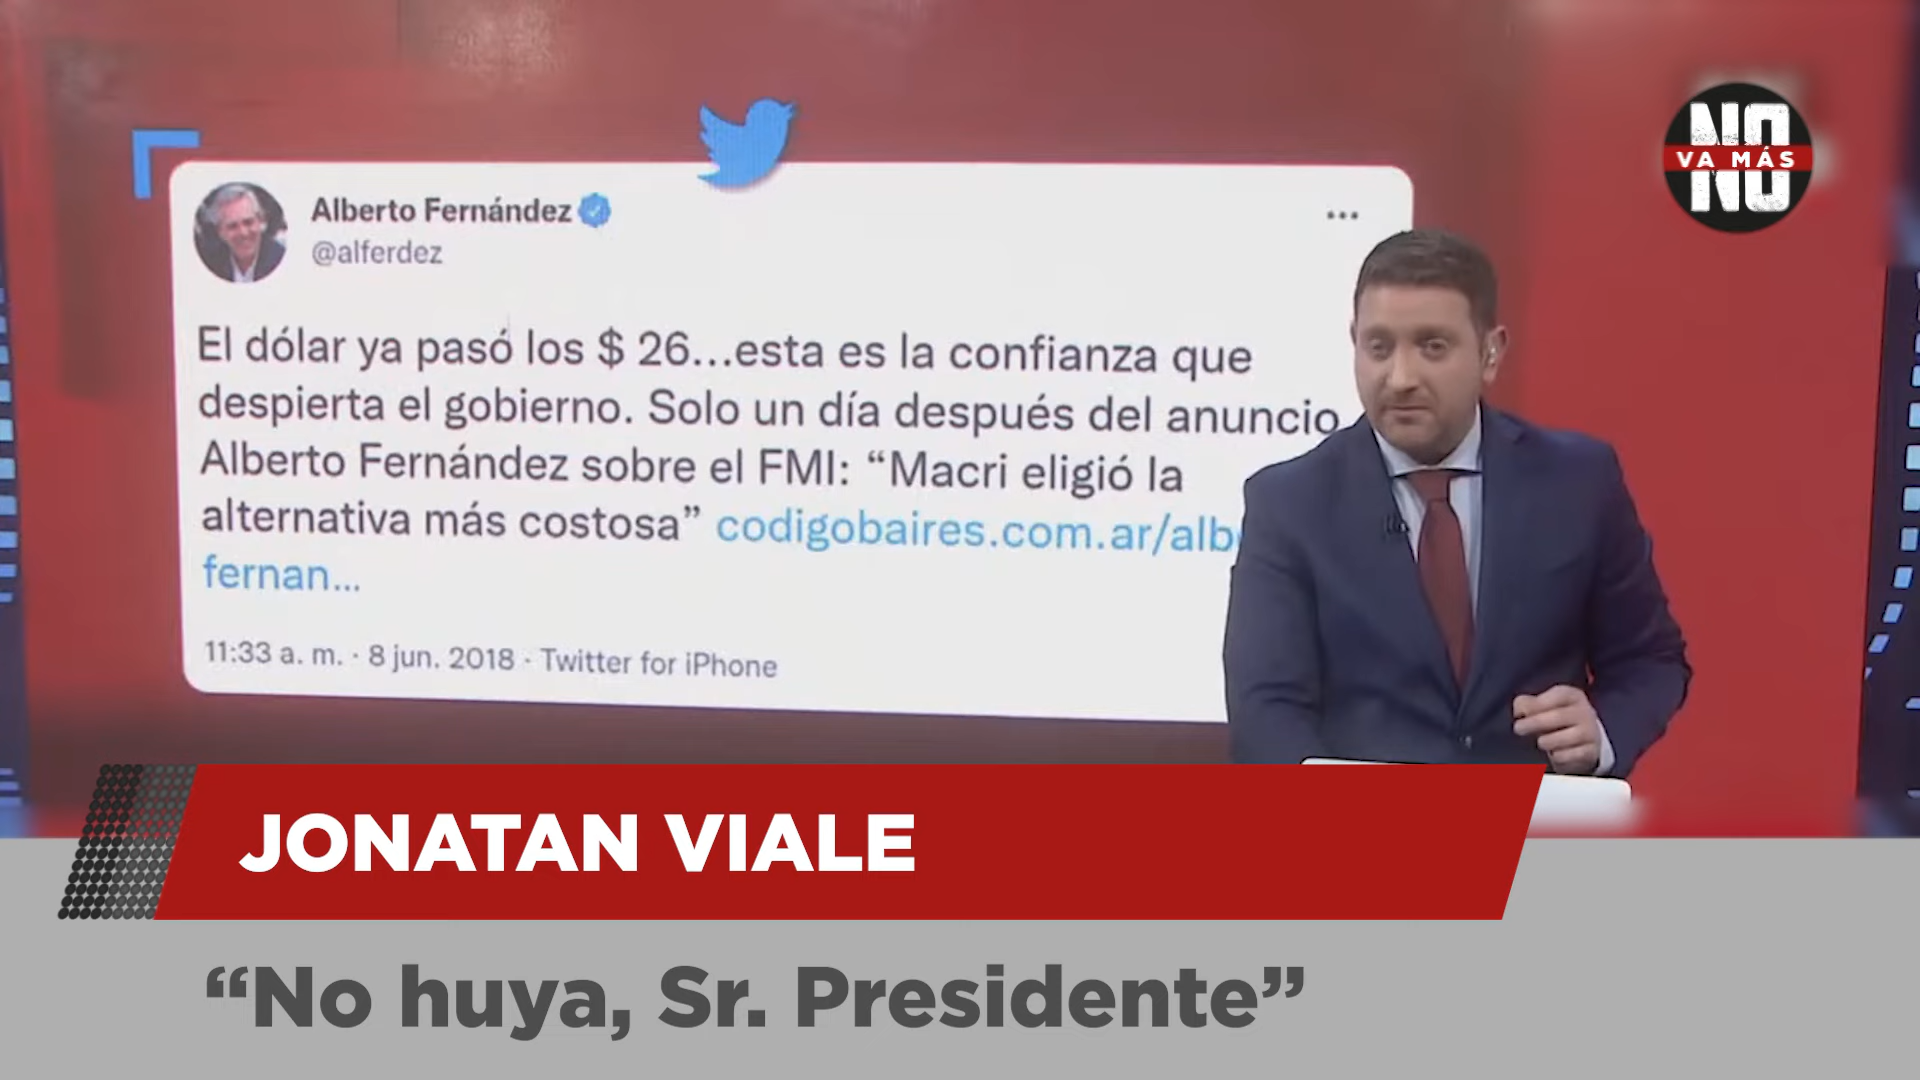 NO
VA MÁS
NO
Alberto Fernández
@alferdez
El dólar ya pasó los $ 26...esta es la confianza que
despierta el gobierno. Solo un día después del anuncio
Alberto Fernández sobre el FMI: “Macri eligió la
alternativa más costosa” codigobaires.com.ar/alb
fernan...
11:33 a. m. · 8 jun. 2018 · Twitter for iPhone
JONATAN VIALE
“No huya, Sr. Presidente”